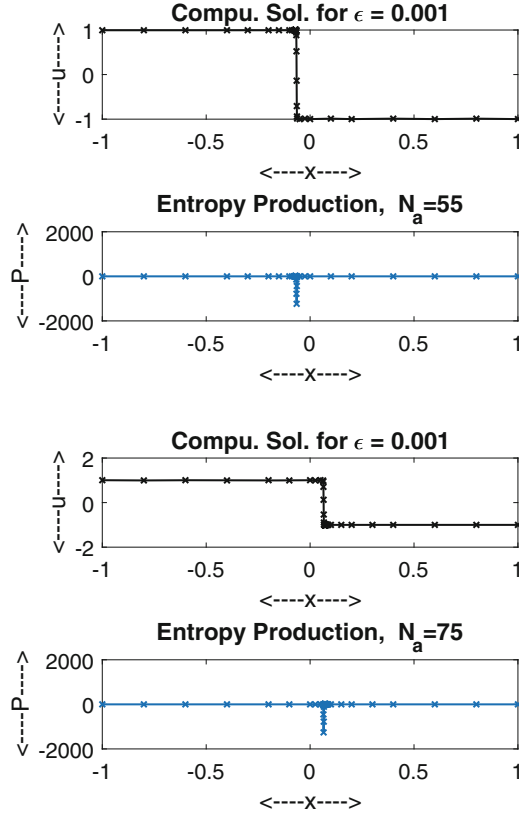 Compu. Sol. for ϵ = 0.001
<----u---->
1
0
-1
-1 -0.5 0 0.5 1
<----x---->
Entropy Production, N_a=55
<----P---->
2000
0
-2000
-1 -0.5 0 0.5 1
<----x---->
Compu. Sol. for ϵ = 0.001
<----u---->
2
0
-2
-1 -0.5 0 0.5 1
<----x---->
Entropy Production, N_a=75
<----P---->
2000
0
-2000
-1 -0.5 0 0.5 1
<----x---->